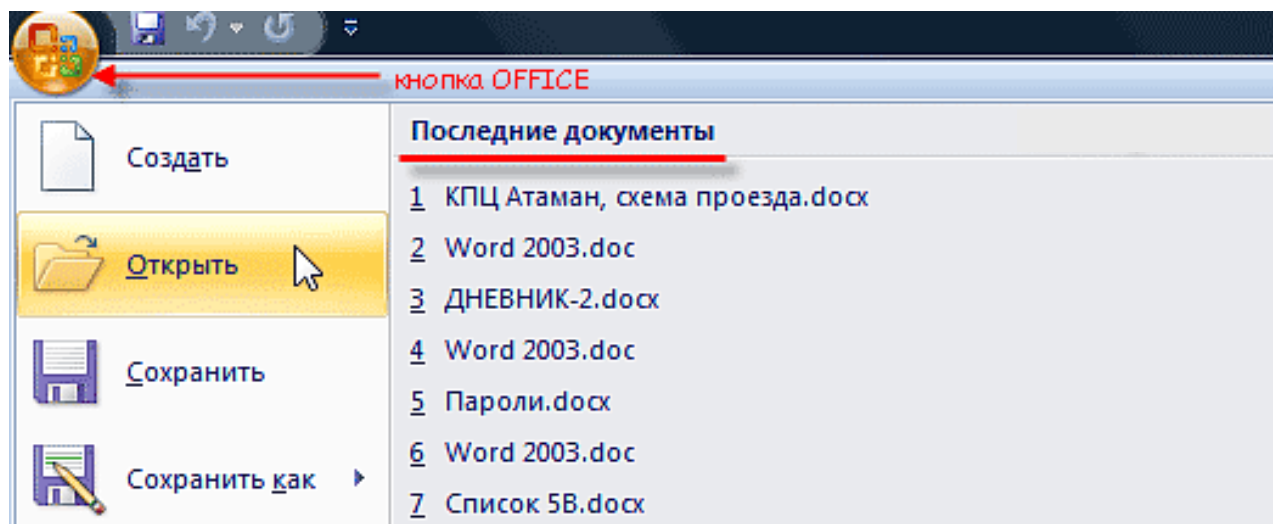 кнопка OFFICE
Последние документы
Создать
1 КПЦ Атаман, схема проезда.docx
2 Word 2003.doc
Открыть
3 ДНЕВНИК-2.docx
4 Word 2003.doc
Сохранить
5 Пароли.docx
6 Word 2003.doc
Сохранить как
7 Список 5В.docx